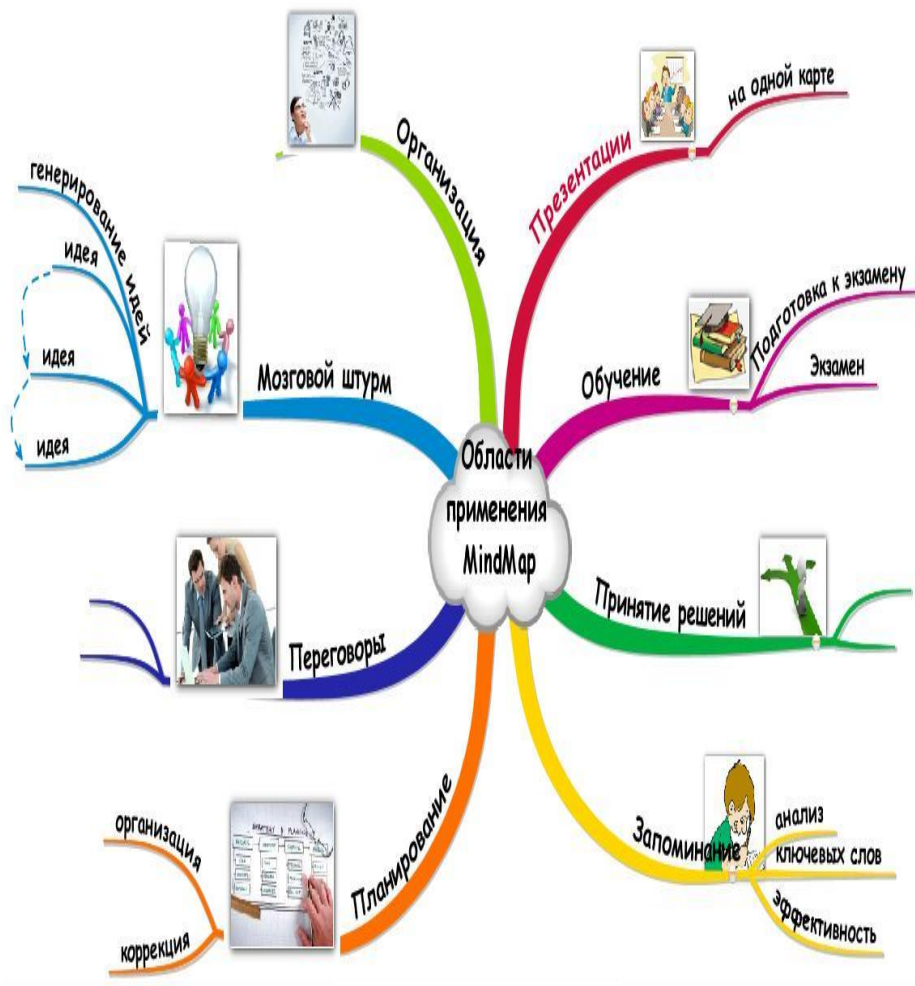 Области
применения
MindMap
Презентации
на одной карте
Обучение
Подготовка к экзамену
Экзамен
Принятие решений
Запоминание
анализ
ключевых слов
эффективность
Планирование
организация
коррекция
Переговоры
Мозговой штурм
генерирование идей
идея
идея
идея
Организация